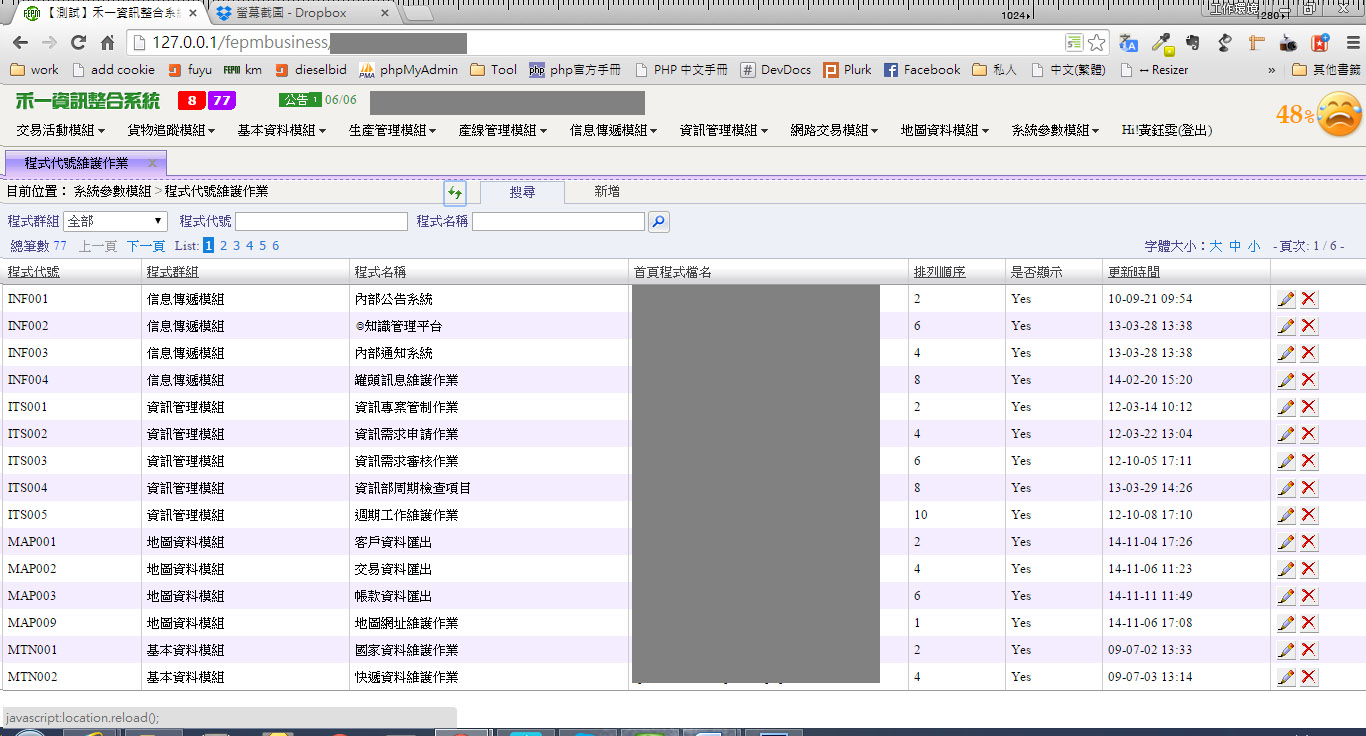 【測試】禾一資訊整合系 螢幕截圖 - Dropbox
1024 1280
127.0.0.1/fepmbusiness/
work add cookie fuyu km dieselbid phpMyAdmin Tool php官方手冊 PHP 中文手冊 DevDocs Plurk Facebook 私人 中文(繁體) ↔ Resizer » 其他書籤
禾一資訊整合系統 8 77 公告 1 06/06
48%
交易活動模組 貨物追蹤模組 基本資料模組 生產管理模組 產線管理模組 信息傳遞模組 資訊管理模組 網路交易模組 地圖資料模組 系統參數模組 Hi!黃鈺雯(登出)
程式代號維護作業
目前位置： 系統參數模組 > 程式代號維護作業 搜尋 新增
程式群組 全部 程式代號 程式名稱
總筆數 77 上一頁 下一頁 List: 1 2 3 4 5 6 字體大小：大 中 小 - 頁次: 1 / 6 -
程式代號 程式群組 程式名稱 首頁程式檔名 排列順序 是否顯示 更新時間
INF001 信息傳遞模組 內部公告系統 2 Yes 10-09-21 09:54
INF002 信息傳遞模組 知識管理平台 6 Yes 13-03-28 13:38
INF003 信息傳遞模組 內部通知系統 4 Yes 13-03-28 13:38
INF004 信息傳遞模組 罐頭訊息維護作業 8 Yes 14-02-20 15:20
ITS001 資訊管理模組 資訊專案管制作業 2 Yes 12-03-14 10:12
ITS002 資訊管理模組 資訊需求申請作業 4 Yes 12-03-22 13:04
ITS003 資訊管理模組 資訊需求審核作業 6 Yes 12-10-05 17:11
ITS004 資訊管理模組 資訊部周期檢查項目 8 Yes 13-03-29 14:26
ITS005 資訊管理模組 週期工作維護作業 10 Yes 12-10-08 17:10
MAP001 地圖資料模組 客戶資料匯出 2 Yes 14-11-04 17:26
MAP002 地圖資料模組 交易資料匯出 4 Yes 14-11-06 11:23
MAP003 地圖資料模組 帳款資料匯出 6 Yes 14-11-11 11:49
MAP009 地圖資料模組 地圖網址維護作業 1 Yes 14-11-06 17:08
MTN001 基本資料模組 國家資料維護作業 2 Yes 09-07-02 13:33
MTN002 基本資料模組 快遞資料維護作業 4 Yes 09-07-03 13:14
javascript:location.reload();